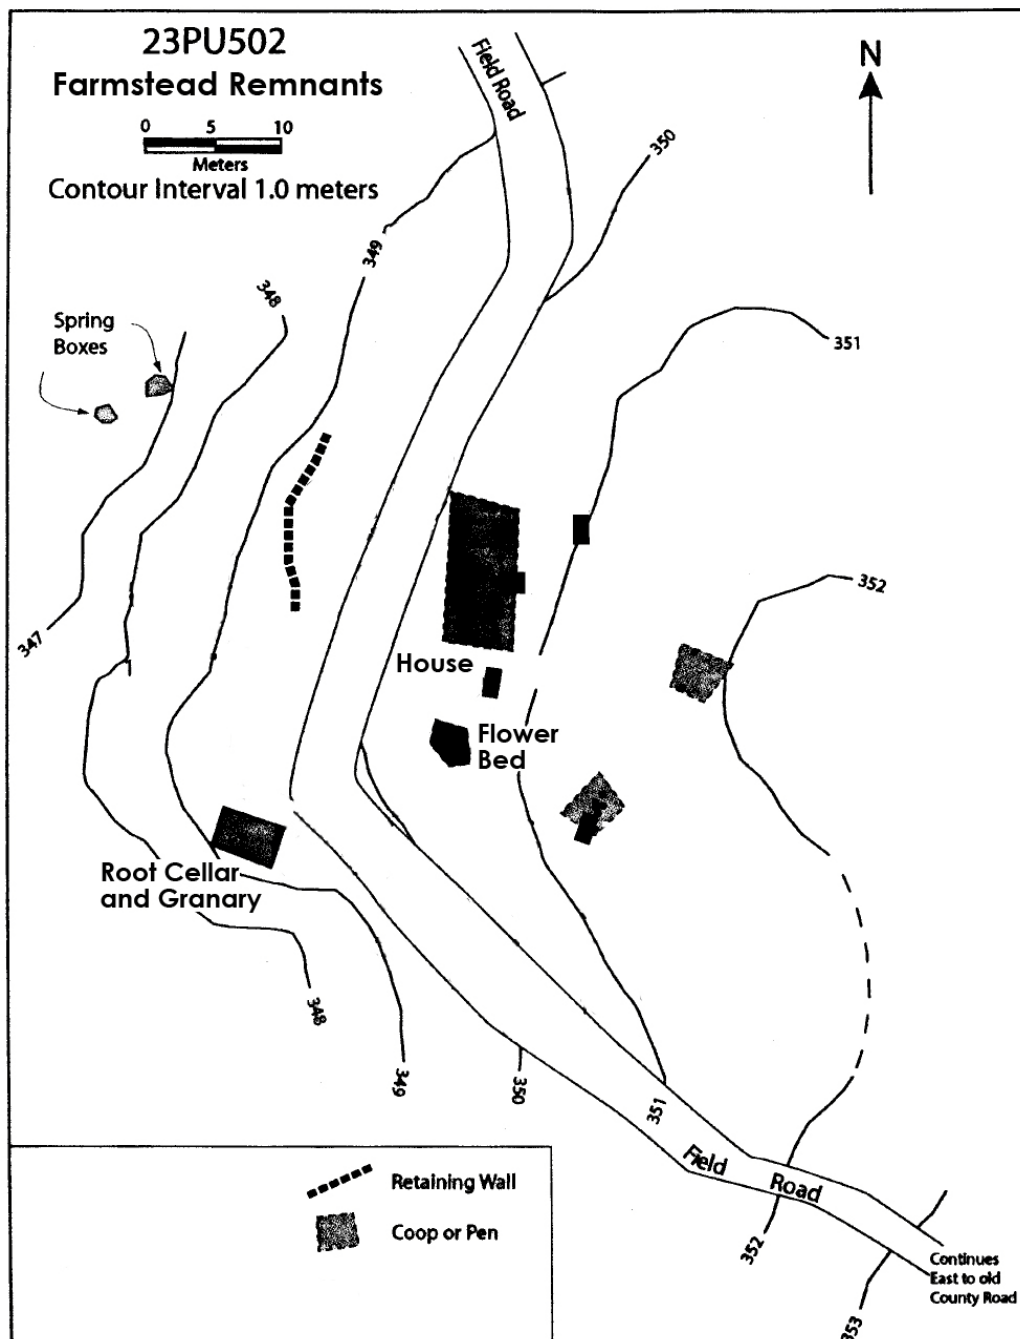 23PU502
Farmstead Remnants
0 5 10
Meters
Contour Interval 1.0 meters
N
Field Road
350
349
348
351
Spring
Boxes
352
347
House
Flower
Bed
Root Cellar
and Granary
348
349
350
351
Field Road
352
353
Continues
East to old
County Road
Retaining Wall
Coop or Pen